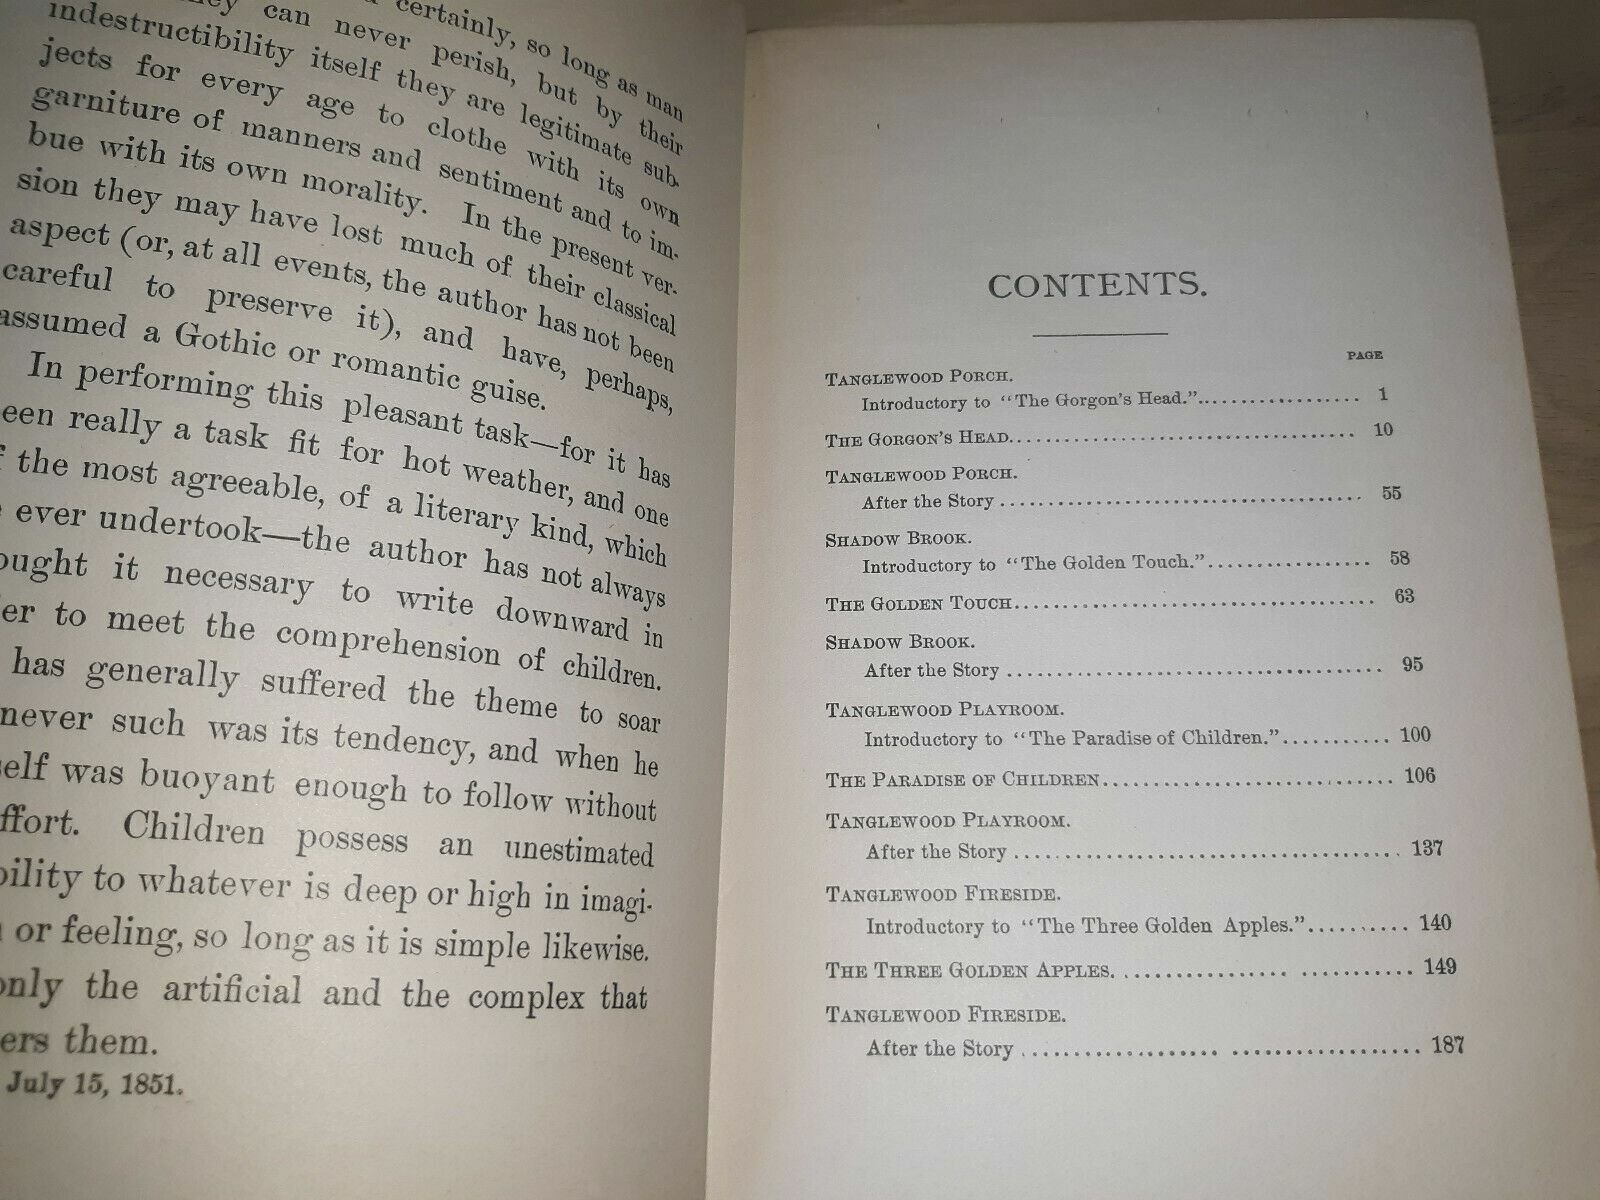 certainly, so long as man
can never perish, but by their
indestructibility itself they are legitimate sub-
jects for every age to clothe with its own
garniture of manners and sentiment and to im-
bue with its own morality. In the present ver-
sion they may have lost much of their classical
aspect (or, at all events, the author has not been
careful to preserve it), and have, perhaps,
assumed a Gothic or romantic guise.
In performing this pleasant task—for it has
een really a task fit for hot weather, and one
the most agreeable, of a literary kind, which
ever undertook—the author has not always
ought it necessary to write downward in
er to meet the comprehension of children.
has generally suffered the theme to soar
never such was its tendency, and when he
self was buoyant enough to follow without
ffort. Children possess an unestimated
bility to whatever is deep or high in imagi-
or feeling, so long as it is simple likewise.
only the artificial and the complex that
ers them.
July 15, 1851.
CONTENTS.
PAGE
TANGLEWOOD PORCH.
Introductory to "The Gorgon's Head.".................. 1
THE GORGON'S HEAD.................................... 10
TANGLEWOOD PORCH.
After the Story ...................................... 55
SHADOW BROOK.
Introductory to "The Golden Touch.".................. 58
THE GOLDEN TOUCH..................................... 63
SHADOW BROOK.
After the Story ...................................... 95
TANGLEWOOD PLAYROOM.
Introductory to "The Paradise of Children."........... 100
THE PARADISE OF CHILDREN............................. 106
TANGLEWOOD PLAYROOM.
After the Story ...................................... 137
TANGLEWOOD FIRESIDE.
Introductory to "The Three Golden Apples.".......... 140
THE THREE GOLDEN APPLES. ............................ 149
TANGLEWOOD FIRESIDE.
After the Story ...................................... 187